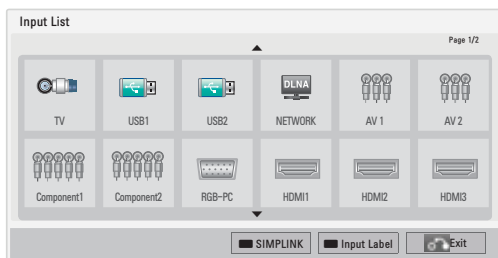 Input List
Page 1/2
DLNA
TV USB1 USB2 NETWORK AV 1 AV 2
Component1 Component2 RGB-PC HDMI1 HDMI2 HDMI3
SIMPLINK Input Label Exit